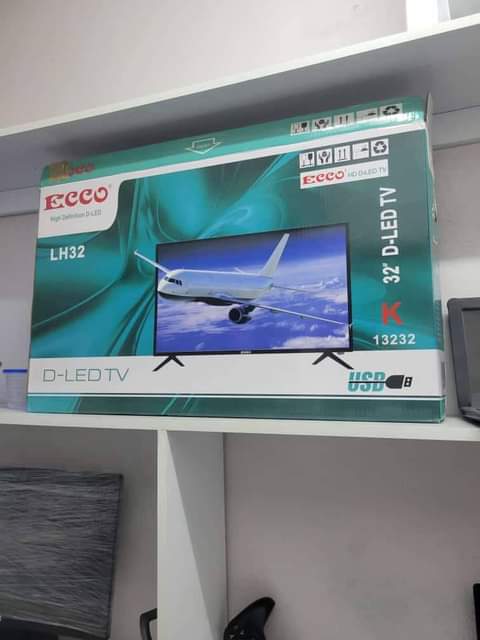 ECCO
High Definition D-LED
LH32
ECCO HD D-LED TV
32" D-LED TV
K
13232
D-LED TV
USB